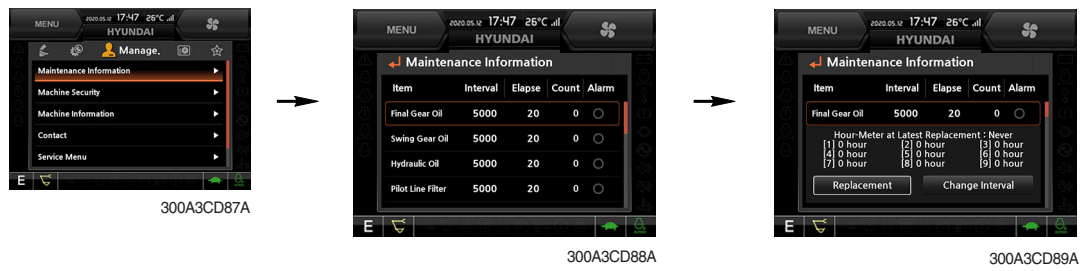 MENU
2020.05.12 17:47 26°C
HYUNDAI
Manage.
Maintenance Information
Machine Security
Machine Information
Contact
Service Menu
E
300A3CD87A
MENU
2020.05.12 17:47 26°C
HYUNDAI
Maintenance Information
Item Interval Elapse Count Alarm
Final Gear Oil 5000 20 0
Swing Gear Oil 5000 20 0
Hydraulic Oil 5000 20 0
Pilot Line Filter 5000 20 0
E
300A3CD88A
MENU
2020.05.12 17:47 26°C
HYUNDAI
Maintenance Information
Item Interval Elapse Count Alarm
Final Gear Oil 5000 20 0
Hour-Meter at Latest Replacement : Never
[1] 0 hour [2] 0 hour [3] 0 hour
[4] 0 hour [5] 0 hour [6] 0 hour
[7] 0 hour [8] 0 hour [9] 0 hour
Replacement Change Interval
E
300A3CD89A